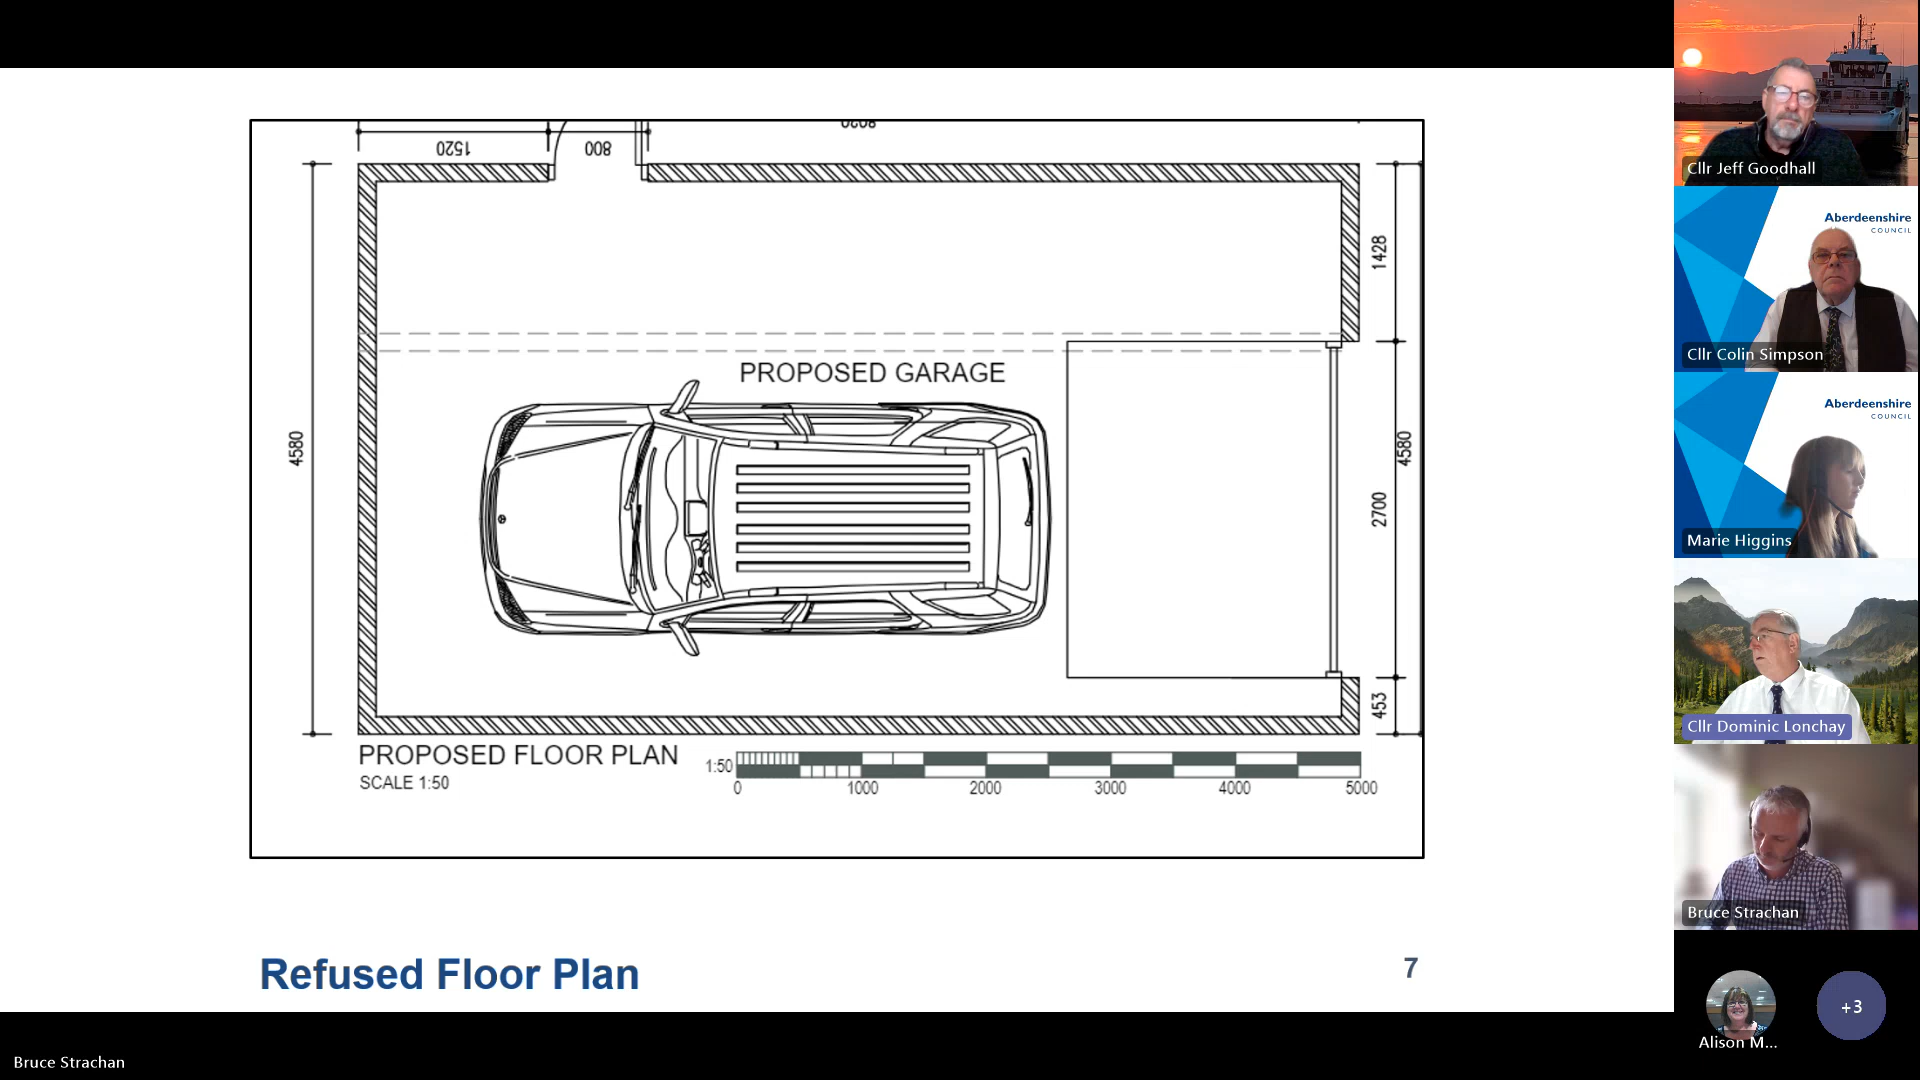 1520
800
4580
1428
4580
2700
453
PROPOSED GARAGE
PROPOSED FLOOR PLAN
SCALE 1:50
1:50
0 1000 2000 3000 4000 5000
Refused Floor Plan
7
Cllr Jeff Goodhall
Aberdeenshire
COUNCIL
Cllr Colin Simpson
Aberdeenshire
COUNCIL
Marie Higgins
Cllr Dominic Lonchay
Bruce Strachan
Alison M...
+3
Bruce Strachan